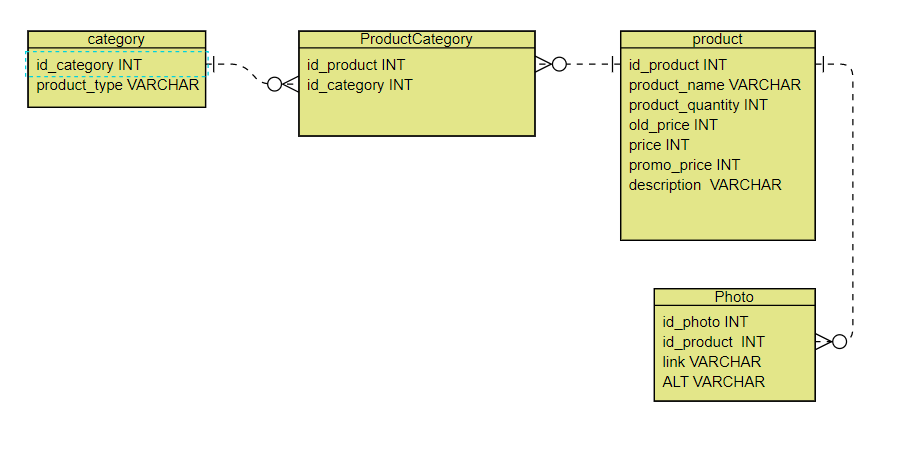 category
id_category INT
product_type VARCHAR
ProductCategory
id_product INT
id_category INT
product
id_product INT
product_name VARCHAR
product_quantity INT
old_price INT
price INT
promo_price INT
description  VARCHAR
Photo
id_photo INT
id_product  INT
link VARCHAR
ALT VARCHAR